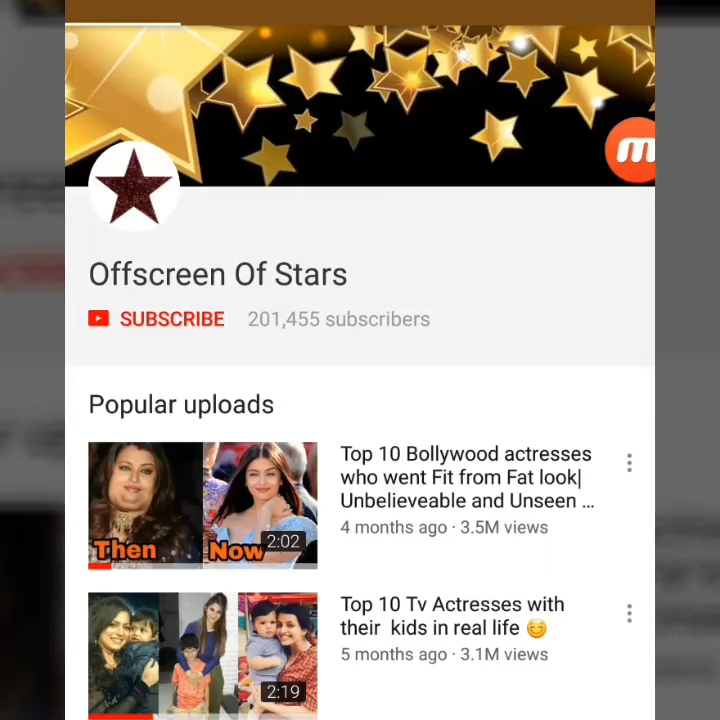 m
Offscreen Of Stars
SUBSCRIBE 201,455 subscribers
Popular uploads
Then Now 2:02
Top 10 Bollywood actresses
who went Fit from Fat look|
Unbelieveable and Unseen ...
4 months ago · 3.5M views
2:19
Top 10 Tv Actresses with
their kids in real life 😊
5 months ago · 3.1M views